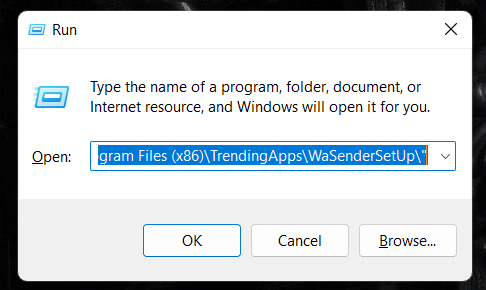 Run
Type the name of a program, folder, document, or
Internet resource, and Windows will open it for you.
Open:
gram Files (x86)\TrendingApps\WaSenderSetUp\"
OK
Cancel
Browse...